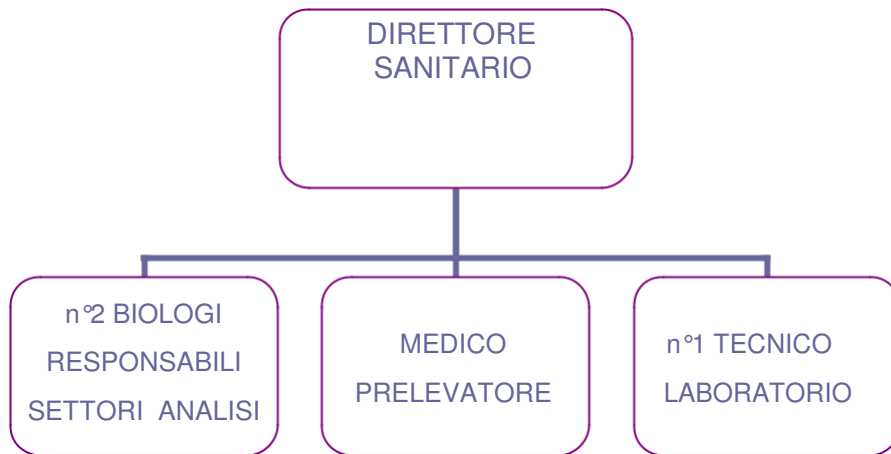 DIRETTORE
SANITARIO
n°2 BIOLOGI
RESPONSABILI
SETTORI ANALISI
MEDICO
PRELEVATORE
n°1 TECNICO
LABORATORIO